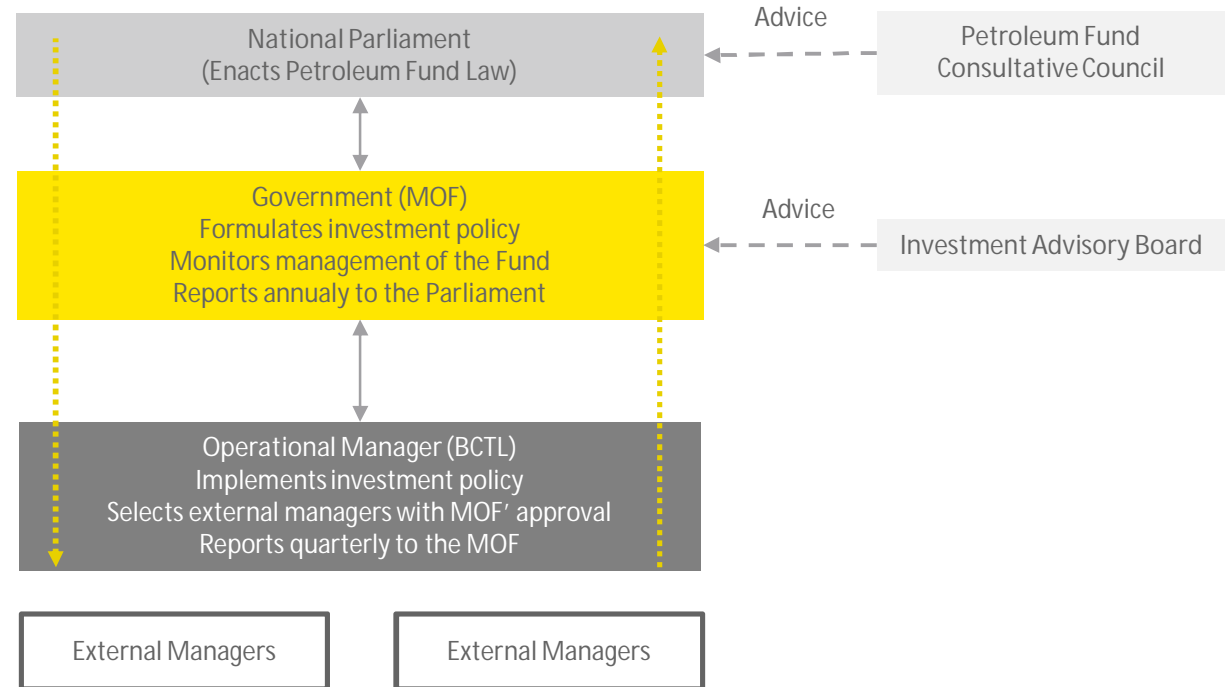 National Parliament
(Enacts Petroleum Fund Law)
Advice
Petroleum Fund
Consultative Council
Government (MOF)
Formulates investment policy
Monitors management of the Fund
Reports annualy to the Parliament
Advice
Investment Advisory Board
Operational Manager (BCTL)
Implements investment policy
Selects external managers with MOF’ approval
Reports quarterly to the MOF
External Managers
External Managers